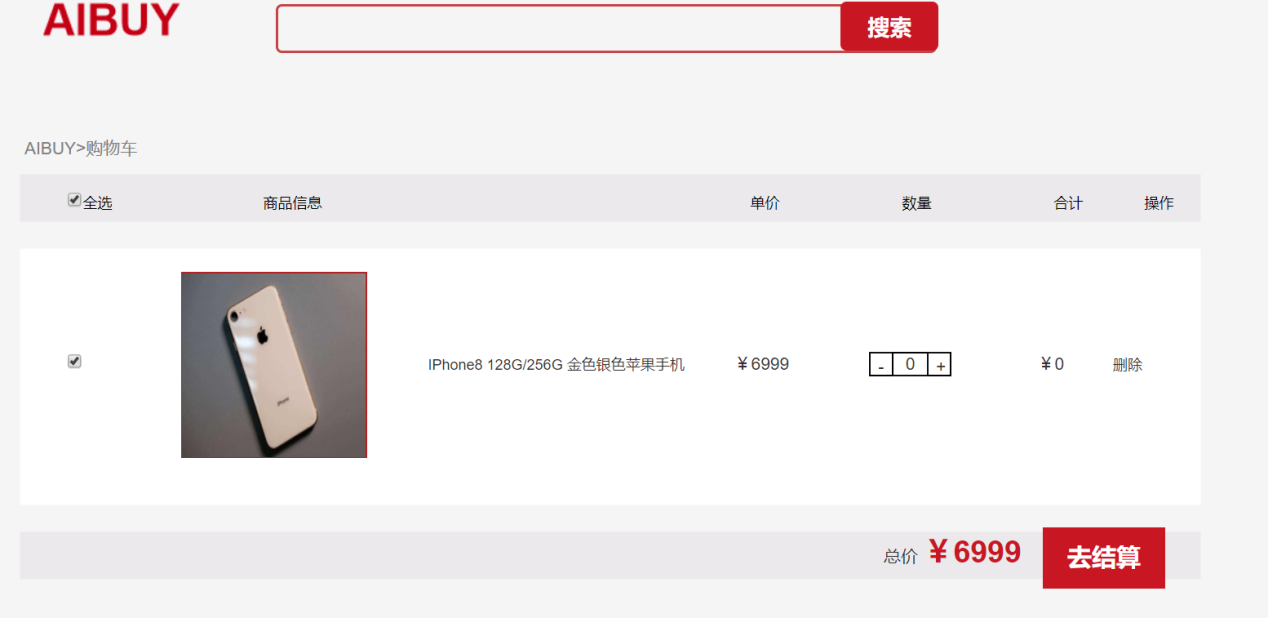 AIBUY
搜索
AIBUY>购物车
全选 商品信息 单价 数量 合计 操作
IPhone8 128G/256G 金色银色苹果手机 ¥6999 - 0 + ¥0 删除
iPhone
总价 ¥6999 去结算